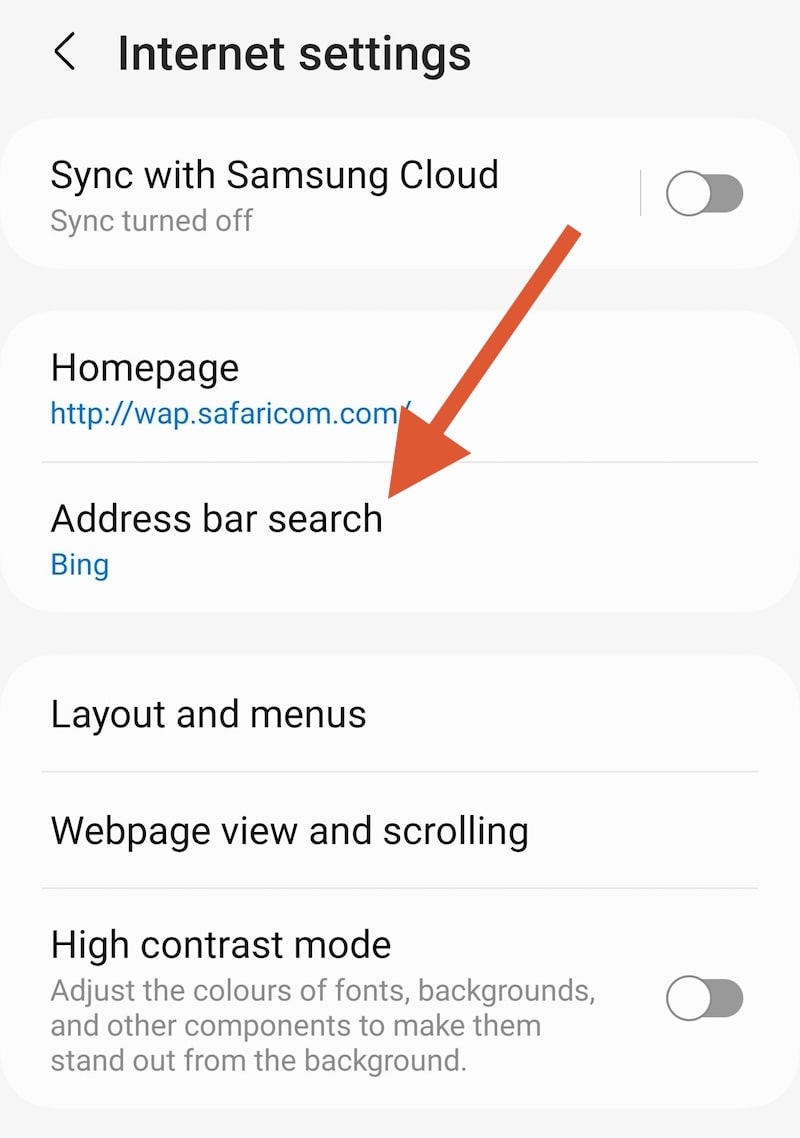 Internet settings
Sync with Samsung Cloud
Sync turned off
Homepage
http://wap.safaricom.com/
Address bar search
Bing
Layout and menus
Webpage view and scrolling
High contrast mode
Adjust the colours of fonts, backgrounds,
and other components to make them
stand out from the background.